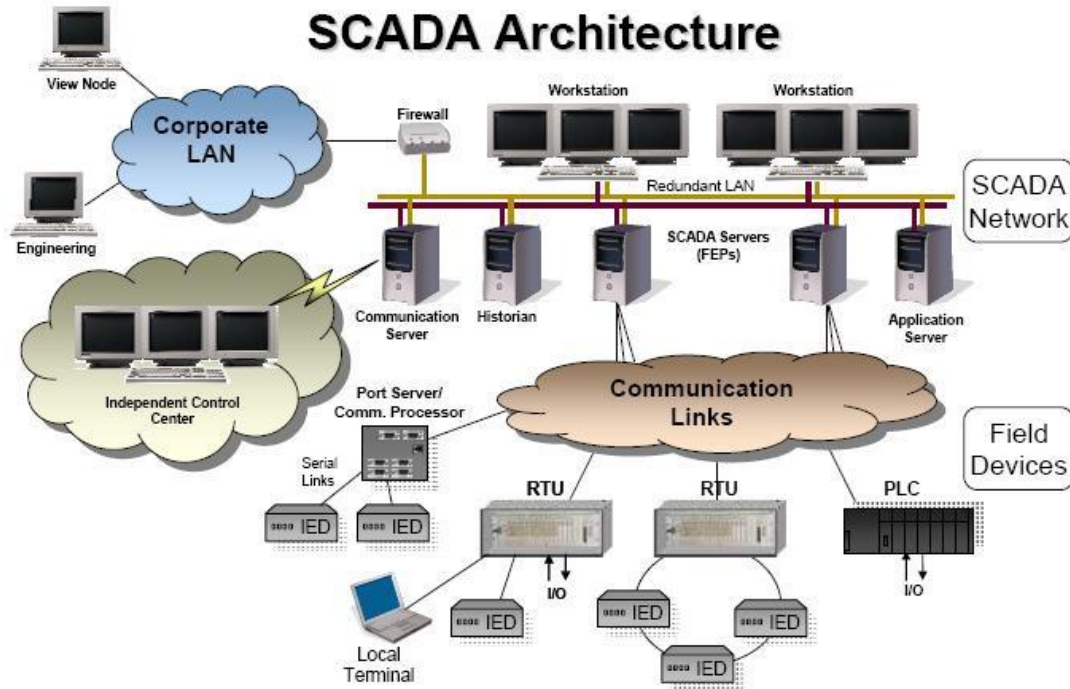 SCADA Architecture
View Node
Corporate
LAN
Engineering
Firewall
Workstation
Workstation
Redundant LAN
SCADA
Network
SCADA Servers
(FEPs)
Communication
Server
Historian
Application
Server
Independent Control
Center
Communication
Links
Port Server/
Comm. Processor
Serial
Links
Field
Devices
RTU
RTU
PLC
IED
IED
I/O
I/O
IED
IED
IED
IED
Local
Terminal